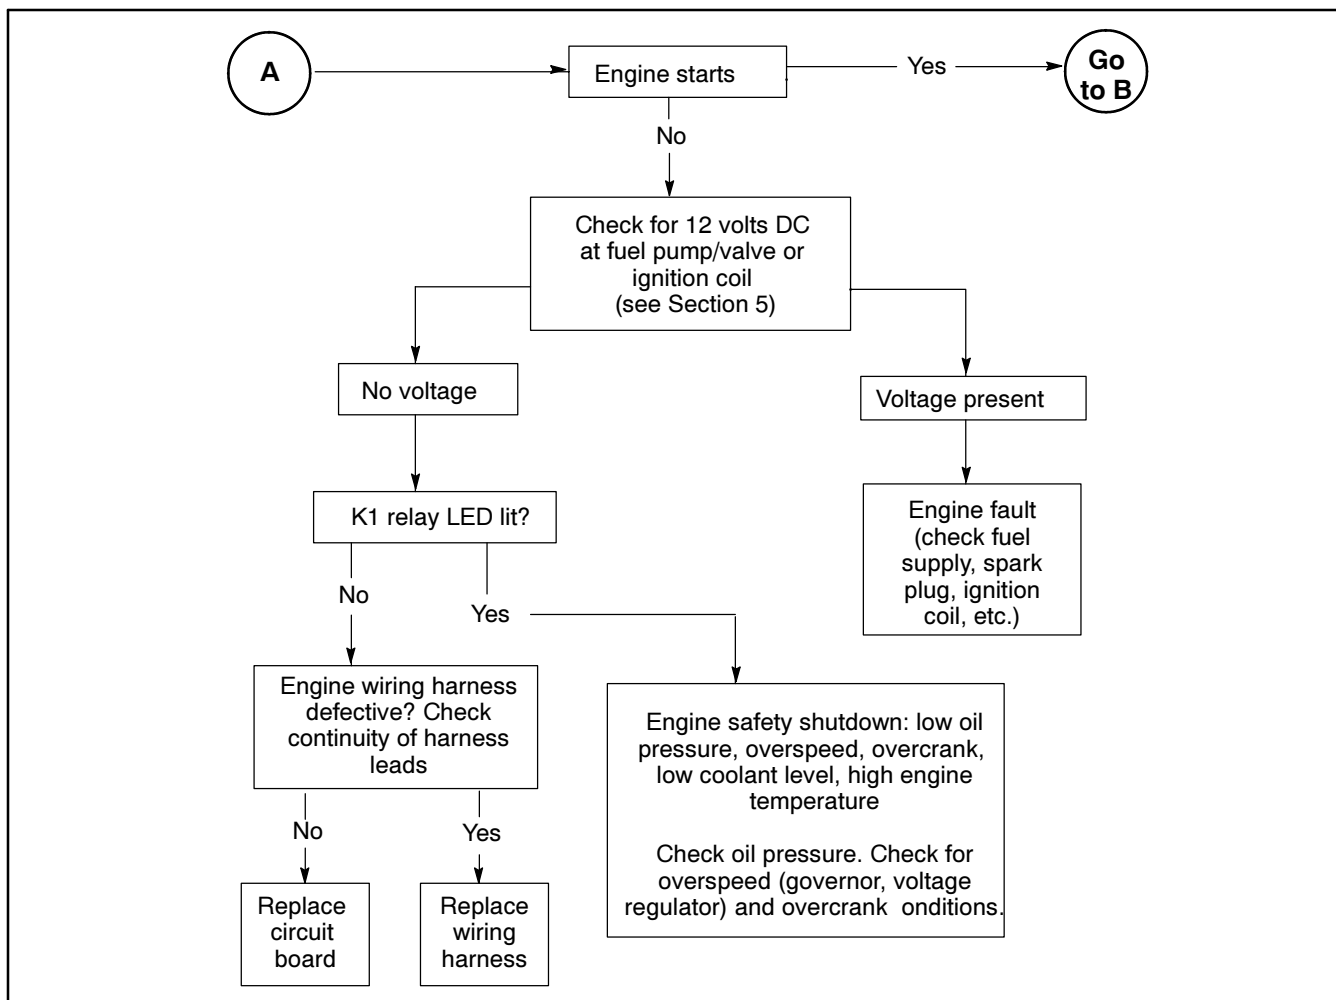 A
Engine starts
Yes
Go
to B
No
Check for 12 volts DC
at fuel pump/valve or
ignition coil
(see Section 5)
No voltage
Voltage present
K1 relay LED lit?
Engine fault
(check fuel
supply, spark
plug, ignition
coil, etc.)
No
Yes
Engine wiring harness
defective? Check
continuity of harness
leads
Engine safety shutdown: low oil
pressure, overspeed, overcrank,
low coolant level, high engine
temperature
Check oil pressure. Check for
overspeed (governor, voltage
regulator) and overcrank onditions.
No
Yes
Replace
circuit
board
Replace
wiring
harness